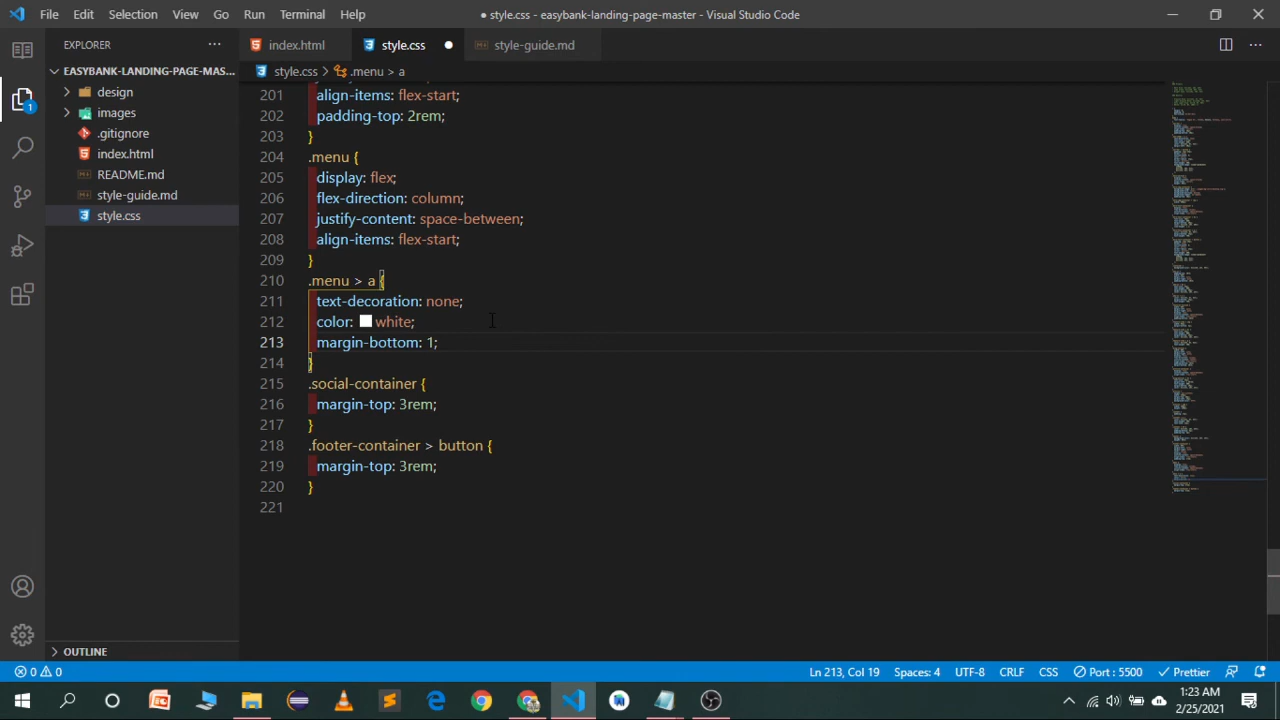 File Edit Selection View Go Run Terminal Help
● style.css - easybank-landing-page-master - Visual Studio Code
EXPLORER
index.html
style.css
style-guide.md
EASYBANK-LANDING-PAGE-MAS...
style.css > .menu > a
design
images
.gitignore
index.html
README.md
style-guide.md
style.css
201 align-items: flex-start;
202 padding-top: 2rem;
203 }
204 .menu {
205 display: flex;
206 flex-direction: column;
207 justify-content: space-between;
208 align-items: flex-start;
209 }
210 .menu > a {
211 text-decoration: none;
212 color: white;
213 margin-bottom: 1;
214 }
215 .social-container {
216 margin-top: 3rem;
217 }
218 .footer-container > button {
219 margin-top: 3rem;
220 }
221
1
OUTLINE
0 0
Ln 213, Col 19 Spaces: 4 UTF-8 CRLF CSS Port : 5500 Prettier
1:23 AM
2/25/2021